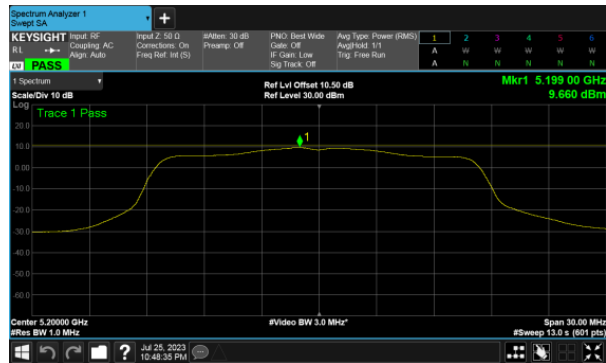 Spectrum Analyzer 1
Swept SA
KEYSIGHT
RL
Input: RF
Coupling: AC
Align: Auto
Input Z: 50 Ω
Corrections: On
Freq Ref: Int (S)
#Atten: 30 dB
Preamp: Off
PNO: Best Wide
Gate: Off
IF Gain: Low
Sig Track: Off
Avg Type: Power (RMS)
Avg|Hold: 1/1
Trig: Free Run
1 2 3 4 5 6
A W W W W W
A N N N N N
LXI PASS
1 Spectrum
Scale/Div 10 dB
Ref Lvl Offset 10.50 dB
Ref Level 30.00 dBm
Mkr1 5.199 00 GHz
9.660 dBm
Log
Trace 1 Pass
1
20.0
10.0
0.00
-10.0
-20.0
-30.0
-40.0
-50.0
-60.0
Center 5.20000 GHz
#Res BW 1.0 MHz
#Video BW 3.0 MHz*
Span 30.00 MHz
#Sweep 13.0 s (601 pts)
?
Jul 25, 2023
10:48:35 PM